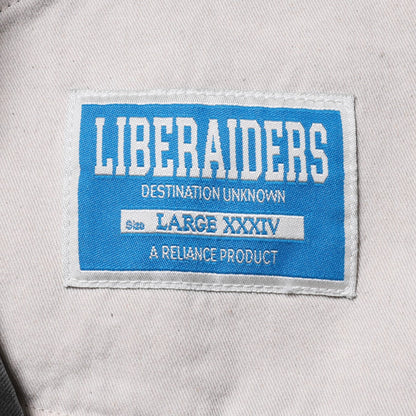 LIBERAIDERS
DESTINATION UNKNOWN
Size LARGE XXXIV
A RELIANCE PRODUCT